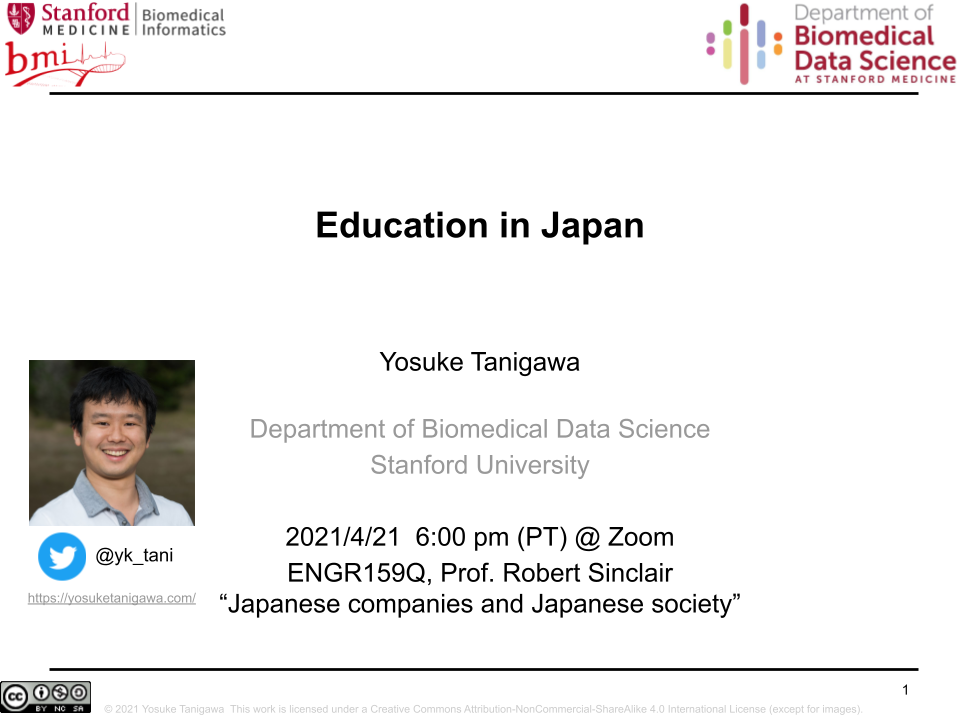 Stanford
MEDICINE
Biomedical
Informatics
bmi
Department of
Biomedical
Data Science
AT STANFORD MEDICINE
Education in Japan
Yosuke Tanigawa
Department of Biomedical Data Science
Stanford University
2021/4/21 6:00 pm (PT) @ Zoom
ENGR159Q, Prof. Robert Sinclair
“Japanese companies and Japanese society”
@yk_tani
https://yosuketanigawa.com/
1
cc
BY NC SA
© 2021 Yosuke Tanigawa This work is licensed under a Creative Commons Attribution-NonCommercial-ShareAlike 4.0 International License (except for images).